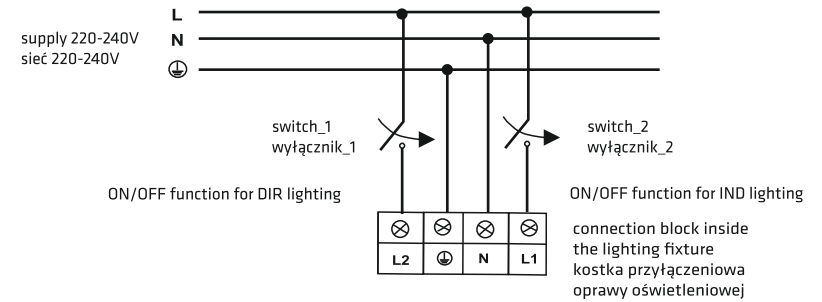 L
supply 220-240V
N
sieć 220-240V
switch_1
wyłącznik_1
switch_2
wyłącznik_2
ON/OFF function for DIR lighting
ON/OFF function for IND lighting
connection block inside
the lighting fixture
kostka przyłączeniowa
oprawy oświetleniowej
L2
N
L1